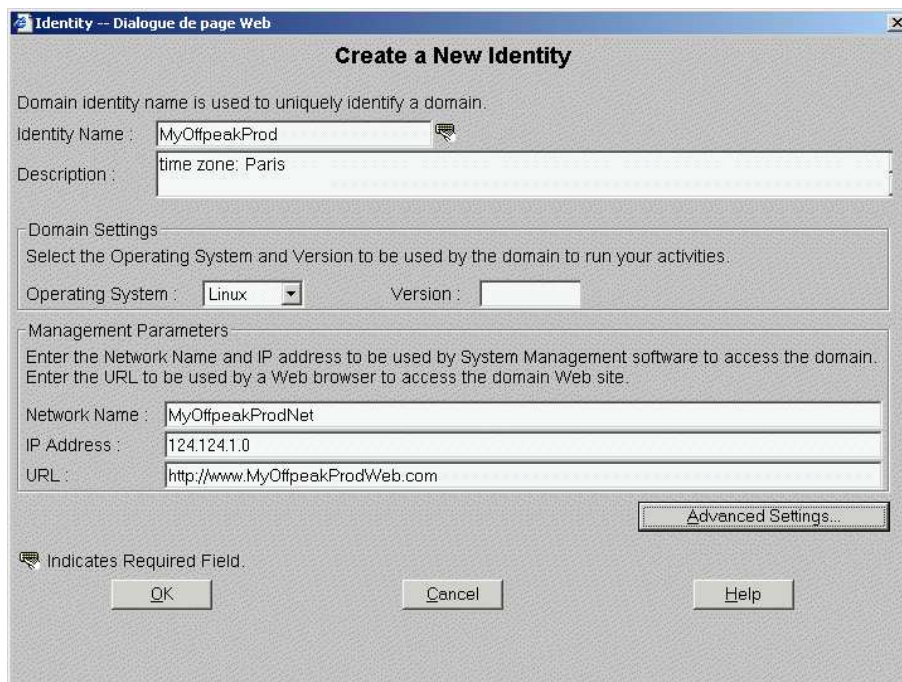 Identity -- Dialogue de page Web
Create a New Identity
Domain identity name is used to uniquely identify a domain.
Identity Name : MyOffpeakProd
Description : time zone: Paris
Domain Settings
Select the Operating System and Version to be used by the domain to run your activities.
Operating System : Linux Version :
Management Parameters
Enter the Network Name and IP address to be used by System Management software to access the domain.
Enter the URL to be used by a Web browser to access the domain Web site.
Network Name : MyOffpeakProdNet
IP Address : 124.124.1.0
URL : http://www.MyOffpeakProdWeb.com
Advanced Settings...
Indicates Required Field.
OK Cancel Help